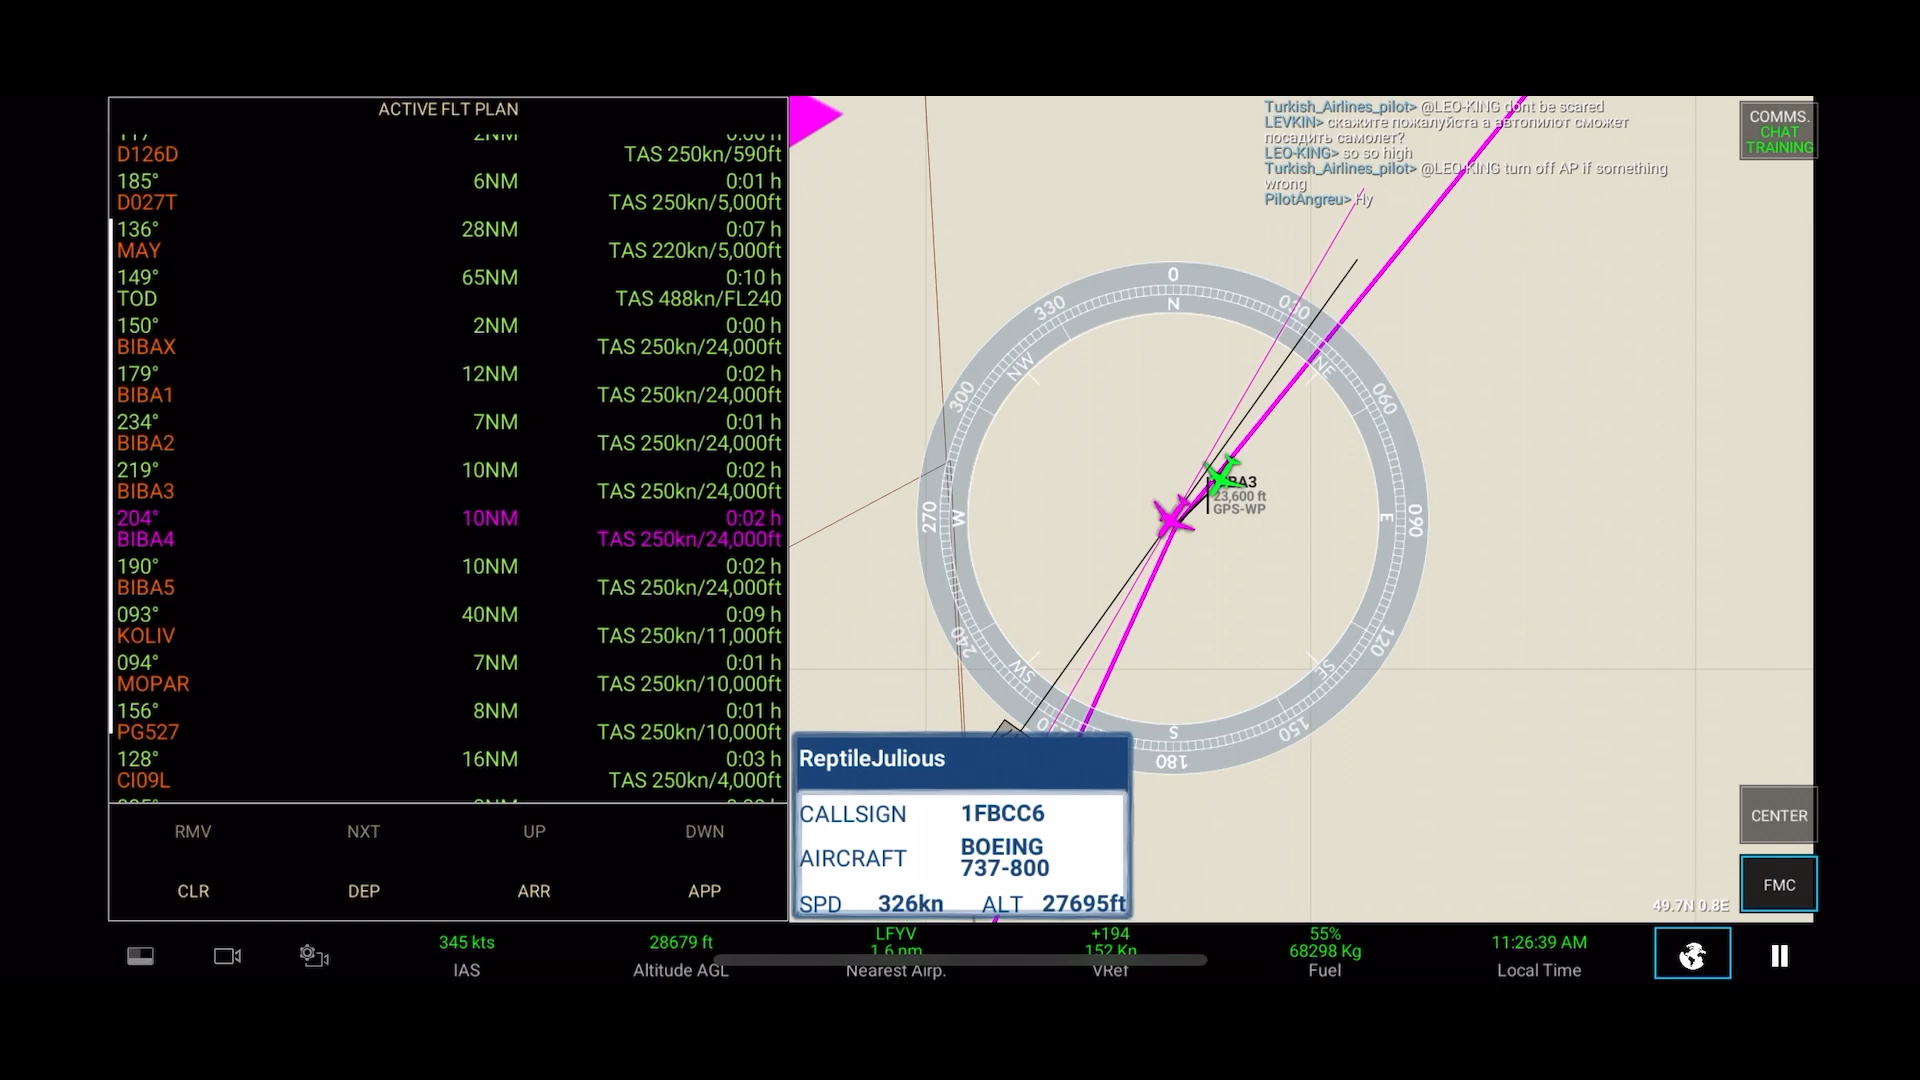 ACTIVE FLT PLAN
D126D TAS 250kn/590ft
185° 6NM 0:01 h
D027T TAS 250kn/5,000ft
136° 28NM 0:07 h
MAY TAS 220kn/5,000ft
149° 65NM 0:10 h
TOD TAS 488kn/FL240
150° 2NM 0:00 h
BIBAX TAS 250kn/24,000ft
179° 12NM 0:02 h
BIBA1 TAS 250kn/24,000ft
234° 7NM 0:01 h
BIBA2 TAS 250kn/24,000ft
219° 10NM 0:02 h
BIBA3 TAS 250kn/24,000ft
204° 10NM 0:02 h
BIBA4 TAS 250kn/24,000ft
190° 10NM 0:02 h
BIBA5 TAS 250kn/24,000ft
093° 40NM 0:09 h
KOLIV TAS 250kn/11,000ft
094° 7NM 0:01 h
MOPAR TAS 250kn/10,000ft
156° 8NM 0:01 h
PG527 TAS 250kn/10,000ft
128° 16NM 0:03 h
CI09L TAS 250kn/4,000ft
RMV NXT UP DWN
CLR DEP ARR APP
Turkish_Airlines_pilot> @LEO-KING dont be scared
LEVKIN> скажите пожалуйста а автопилот сможет
посадить самолет?
LEO-KING> so so high
Turkish_Airlines_pilot> @LEO-KING turn off AP if something
wrong
PilotAngreu> Hy
COMMS.
CHAT
TRAINING
0
N
030
NE
060
090
E
120
SE
150
180
S
SW
240
270
W
300
NW
330
23,600 ft
GPS-WP
ReptileJulious
CALLSIGN 1FBCC6
AIRCRAFT BOEING
737-800
SPD 326kn ALT 27695ft
CENTER
FMC
49.7N 0.8E
345 kts
IAS
28679 ft
Altitude AGL
LFYV
1.6 nm
Nearest Airp.
+194
152 Kn
VRef
55%
68298 Kg
Fuel
11:26:39 AM
Local Time